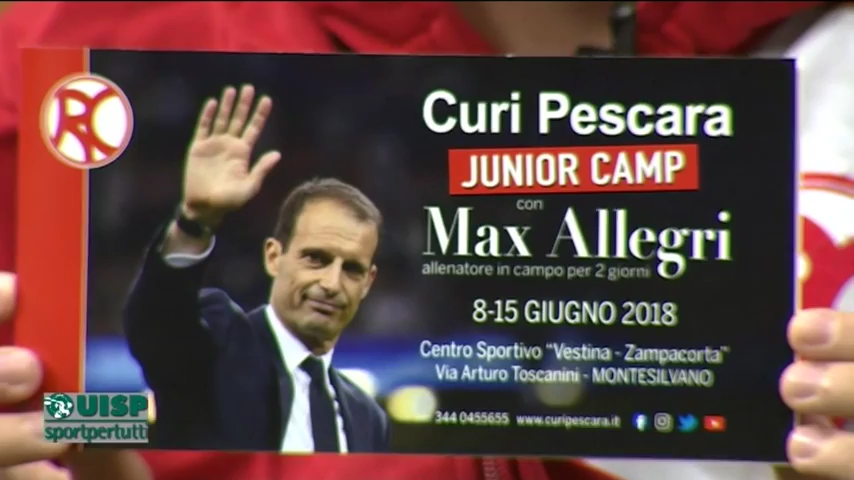 RC
Curi Pescara
JUNIOR CAMP
con
Max Allegri
allenatore in campo per 2 giorni
8-15 GIUGNO 2018
Centro Sportivo "Vestina - Zampacorta"
Via Arturo Toscanini - MONTESILVANO
344 0455655 www.curipescara.it
UISP
sportpertutti